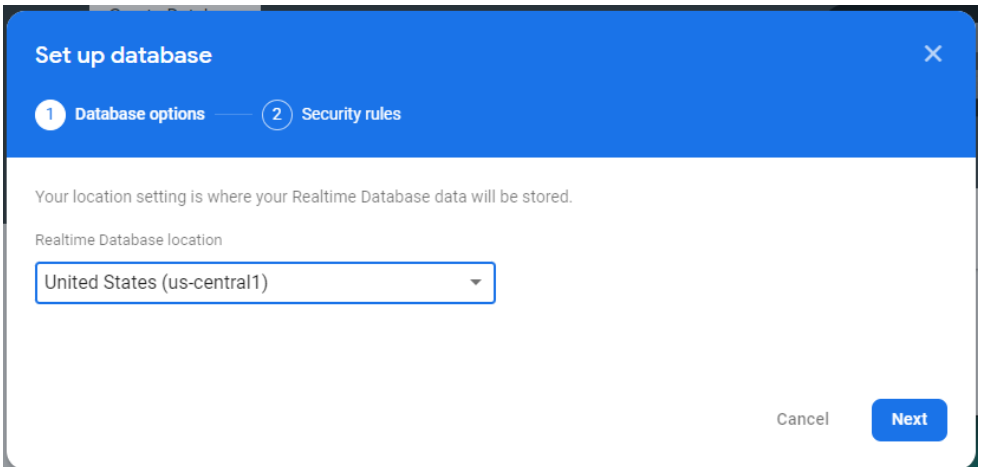 Set up database
1 Database options 2 Security rules
Your location setting is where your Realtime Database data will be stored.
Realtime Database location
United States (us-central1)
Cancel Next